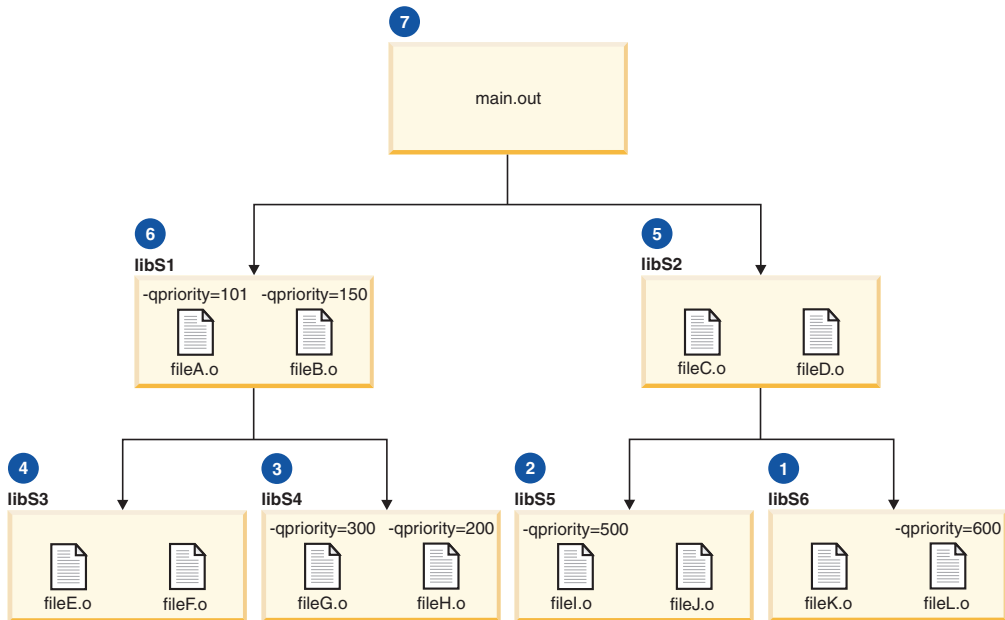 7
main.out
6
libS1
-qpriority=101 -qpriority=150
fileA.o fileB.o
5
libS2
fileC.o fileD.o
4
libS3
fileE.o fileF.o
3
libS4
-qpriority=300 -qpriority=200
fileG.o fileH.o
2
libS5
-qpriority=500
fileI.o fileJ.o
1
libS6
-qpriority=600
fileK.o fileL.o